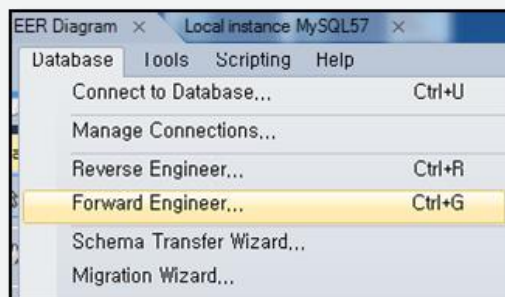 EER Diagram × Local instance MySQL57 ×
Database Tools Scripting Help
Connect to Database... Ctrl+U
Manage Connections...
Reverse Engineer... Ctrl+R
Forward Engineer... Ctrl+G
Schema Transfer Wizard...
Migration Wizard...